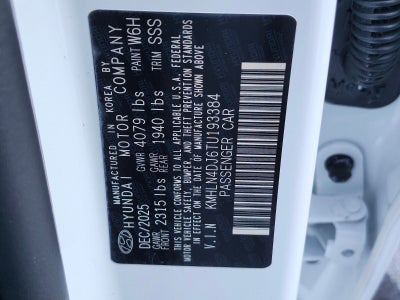 MANUFACTURED IN KOREA BY
HYUNDAI MOTOR COMPANY
DEC/2025 GVWR 4079 lbs PAINT W6H
GAWR FRONT 2315 lbs GAWR REAR 1940 lbs TRIM SSS
THIS VEHICLE CONFORMS TO ALL APPLICABLE U.S.A. FEDERAL
MOTOR VEHICLE SAFETY, BUMPER, AND THEFT PREVENTION STANDARDS
IN EFFECT ON THE DATE OF MANUFACTURE SHOWN ABOVE
V.I.N KMHLN4DJ6TU193384
PASSENGER CAR